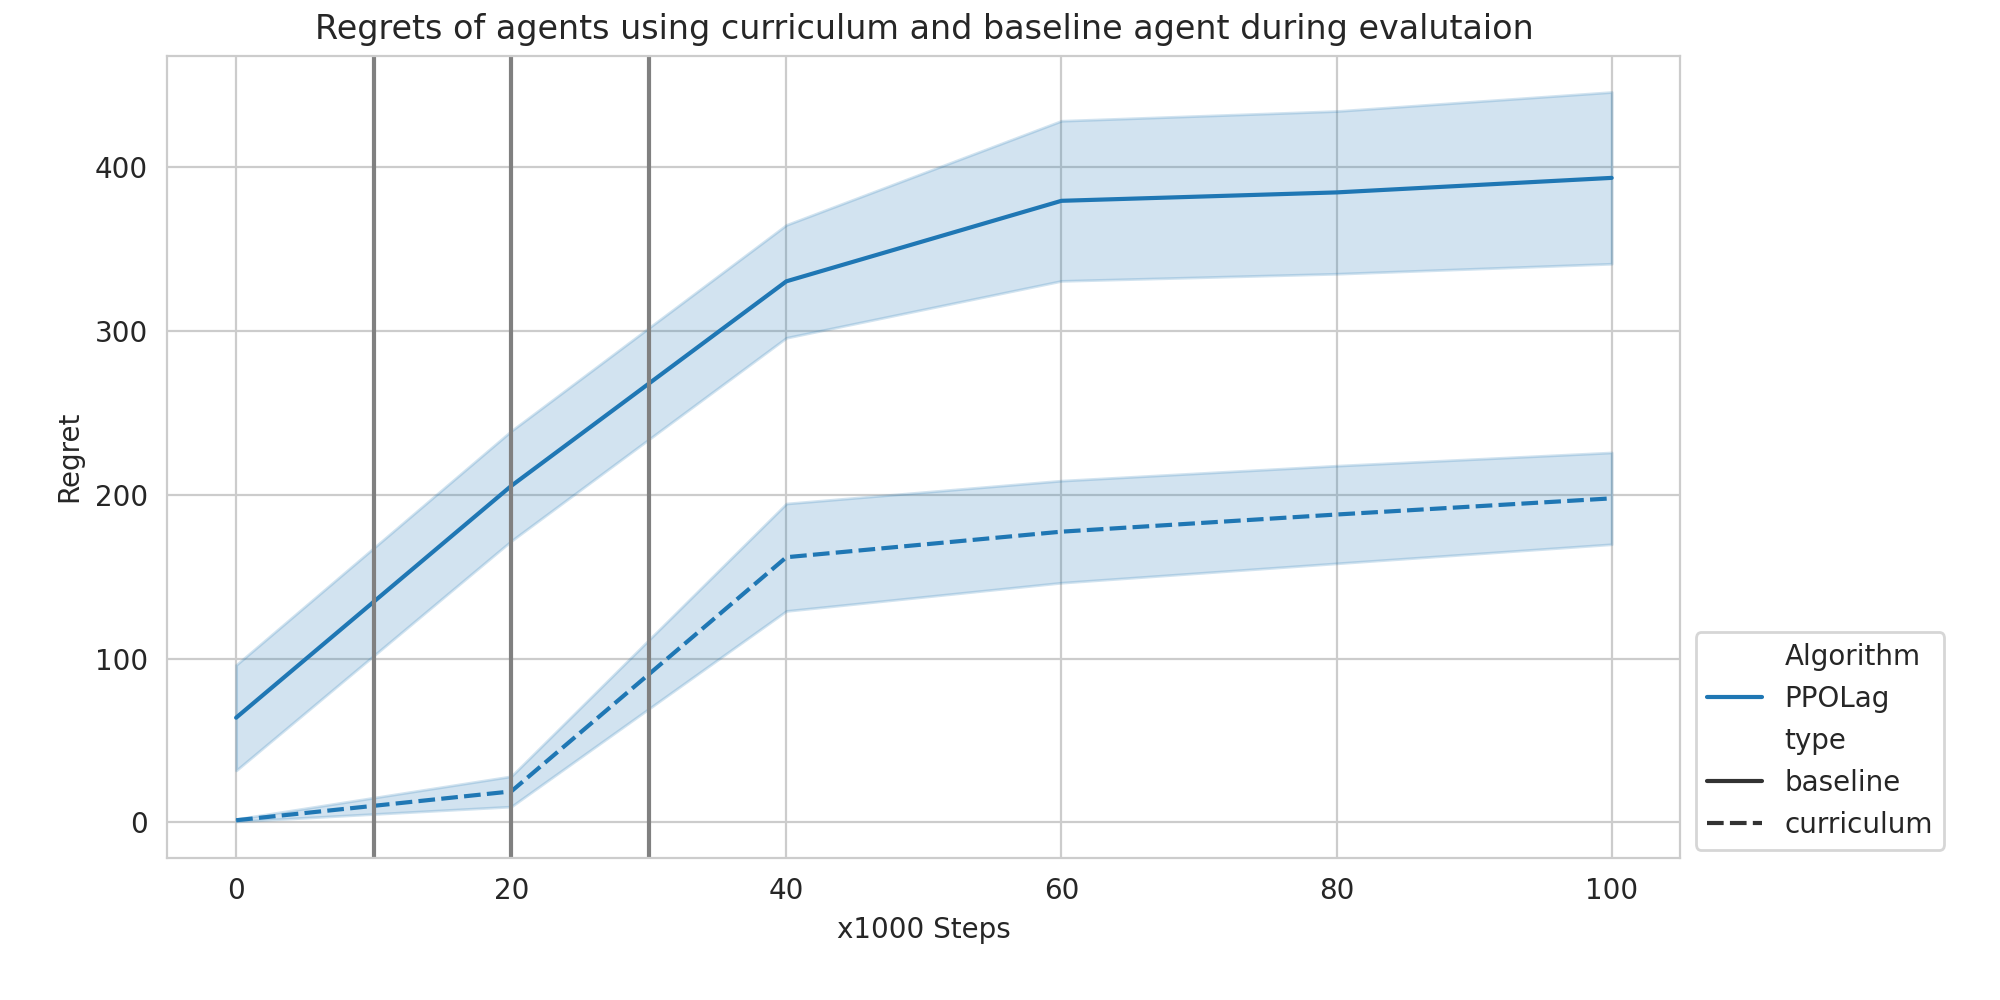 Regrets of agents using curriculum and baseline agent during evalutaion
400
300
200
100
0
Regret
0 20 40 60 80 100
x1000 Steps
Algorithm
PPOLag
type
baseline
curriculum